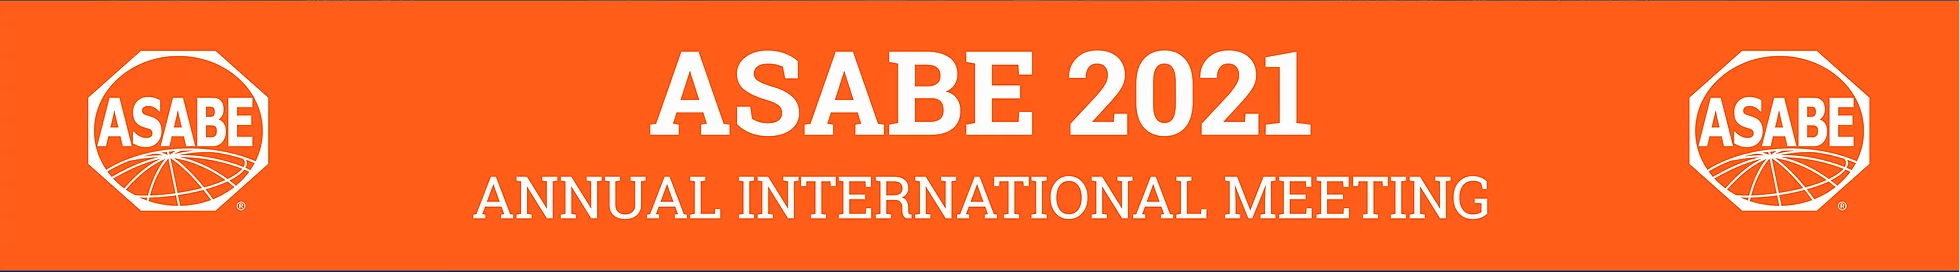 ASABE
®
ASABE 2021
ANNUAL INTERNATIONAL MEETING
ASABE
®